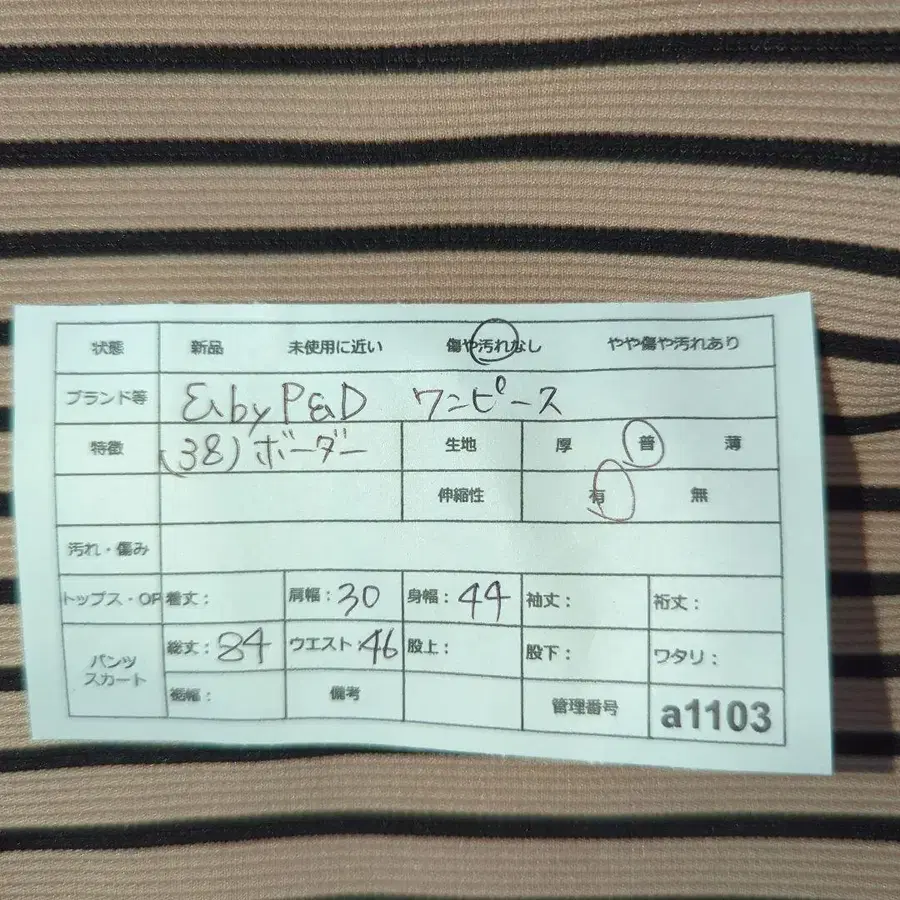 状態 新品 未使用に近い 傷や汚れなし やや傷や汚れあり
ブランド等 &byP&D ワンピース
特徴 (38)ボーダー 生地 厚 普 薄
伸縮性 有 無
汚れ・傷み
トップス・OP 着丈: 肩幅:30 身幅:44 袖丈: 裄丈:
パンツ スカート 総丈:84 ウエスト:46 股上: 股下: ワタリ:
裾幅: 備考 管理番号 a1103